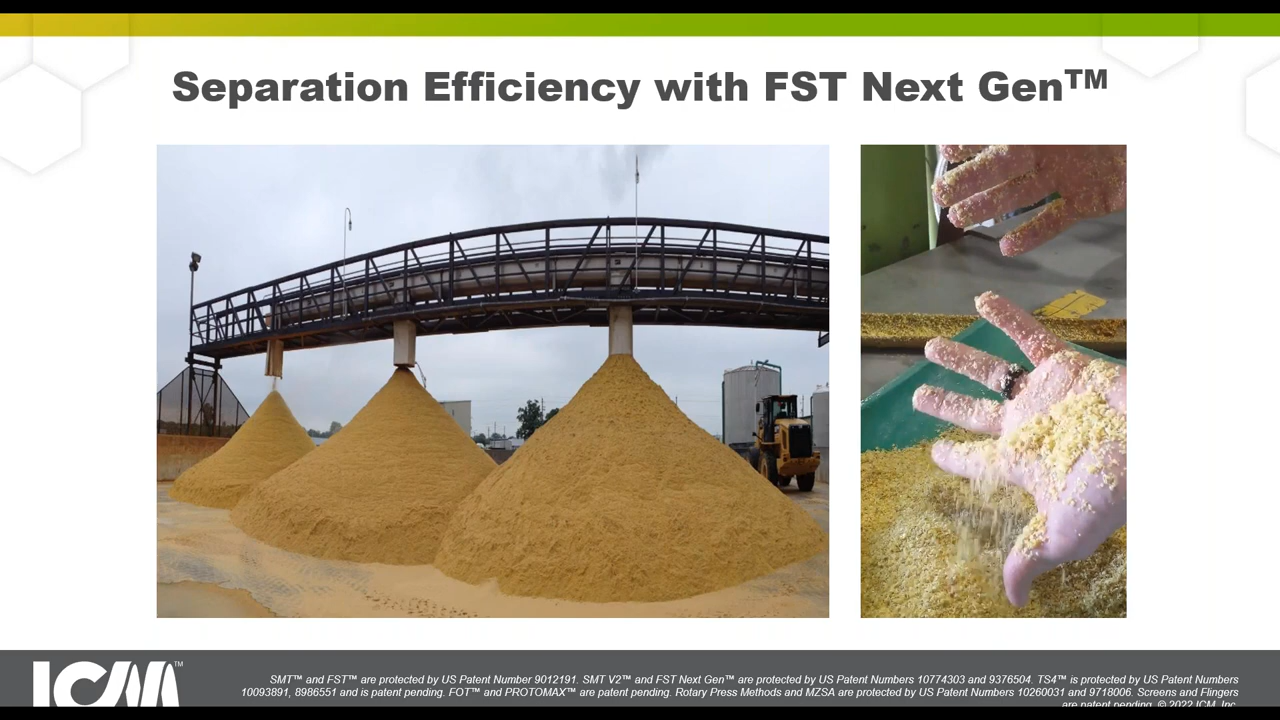 Separation Efficiency with FST Next Gen™
ICM™
SMT™ and FST™ are protected by US Patent Number 9012191. SMT V2™ and FST Next Gen™ are protected by US Patent Numbers 10774303 and 9376504. TS4™ is protected by US Patent Numbers
10093891, 8986551 and is patent pending. FOT™ and PROTOMAX™ are patent pending. Rotary Press Methods and MZSA are protected by US Patent Numbers 10260031 and 9718006. Screens and Flingers
are patent pending. © 2022 ICM, Inc.